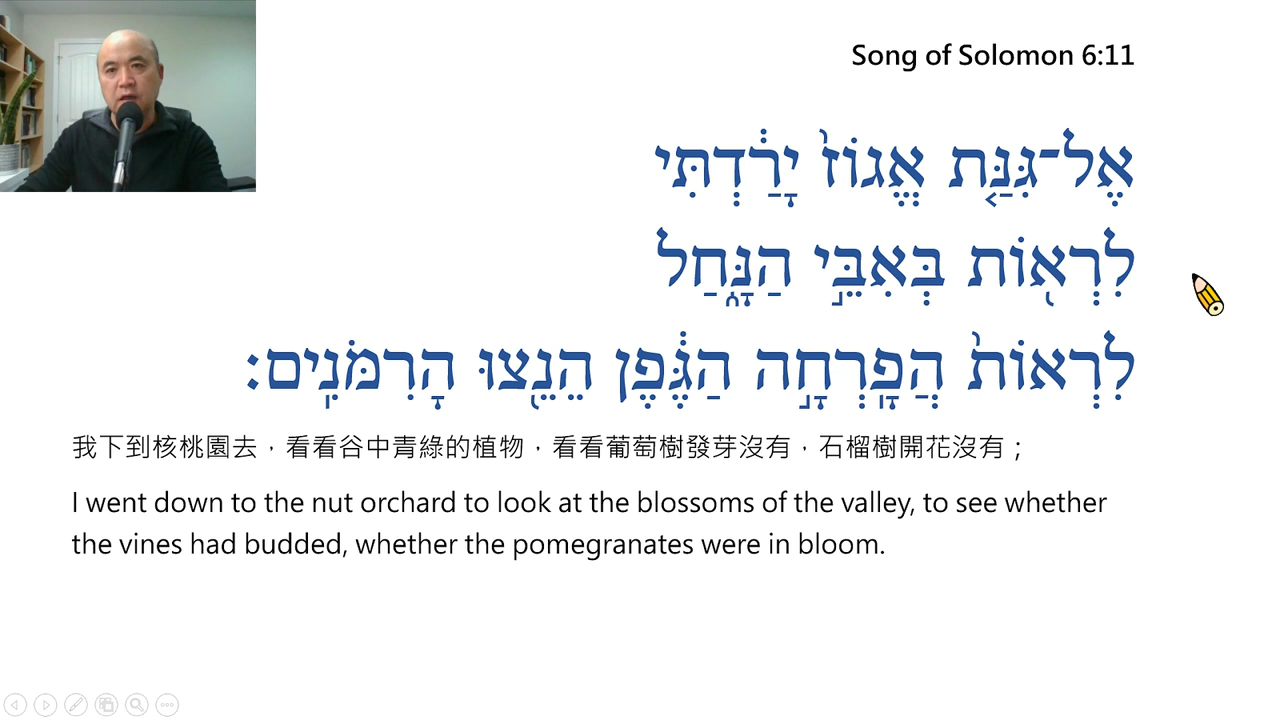 Song of Solomon 6:11
אֶל־גִּנַּ֤ת אֱגוֹז֙ יָרַ֔דְתִּי
לִרְא֖וֹת בְּאִבֵּ֣י הַנָּ֑חַל
לִרְאוֹת֙ הֲפָֽרְחָ֣ה הַגֶּ֔פֶן הֵנֵ֖צוּ הָרִמֹּנִֽים׃
我下到核桃園去，看看谷中青綠的植物，看看葡萄樹發芽沒有，石榴樹開花沒有；
I went down to the nut orchard to look at the blossoms of the valley, to see whether
the vines had budded, whether the pomegranates were in bloom.